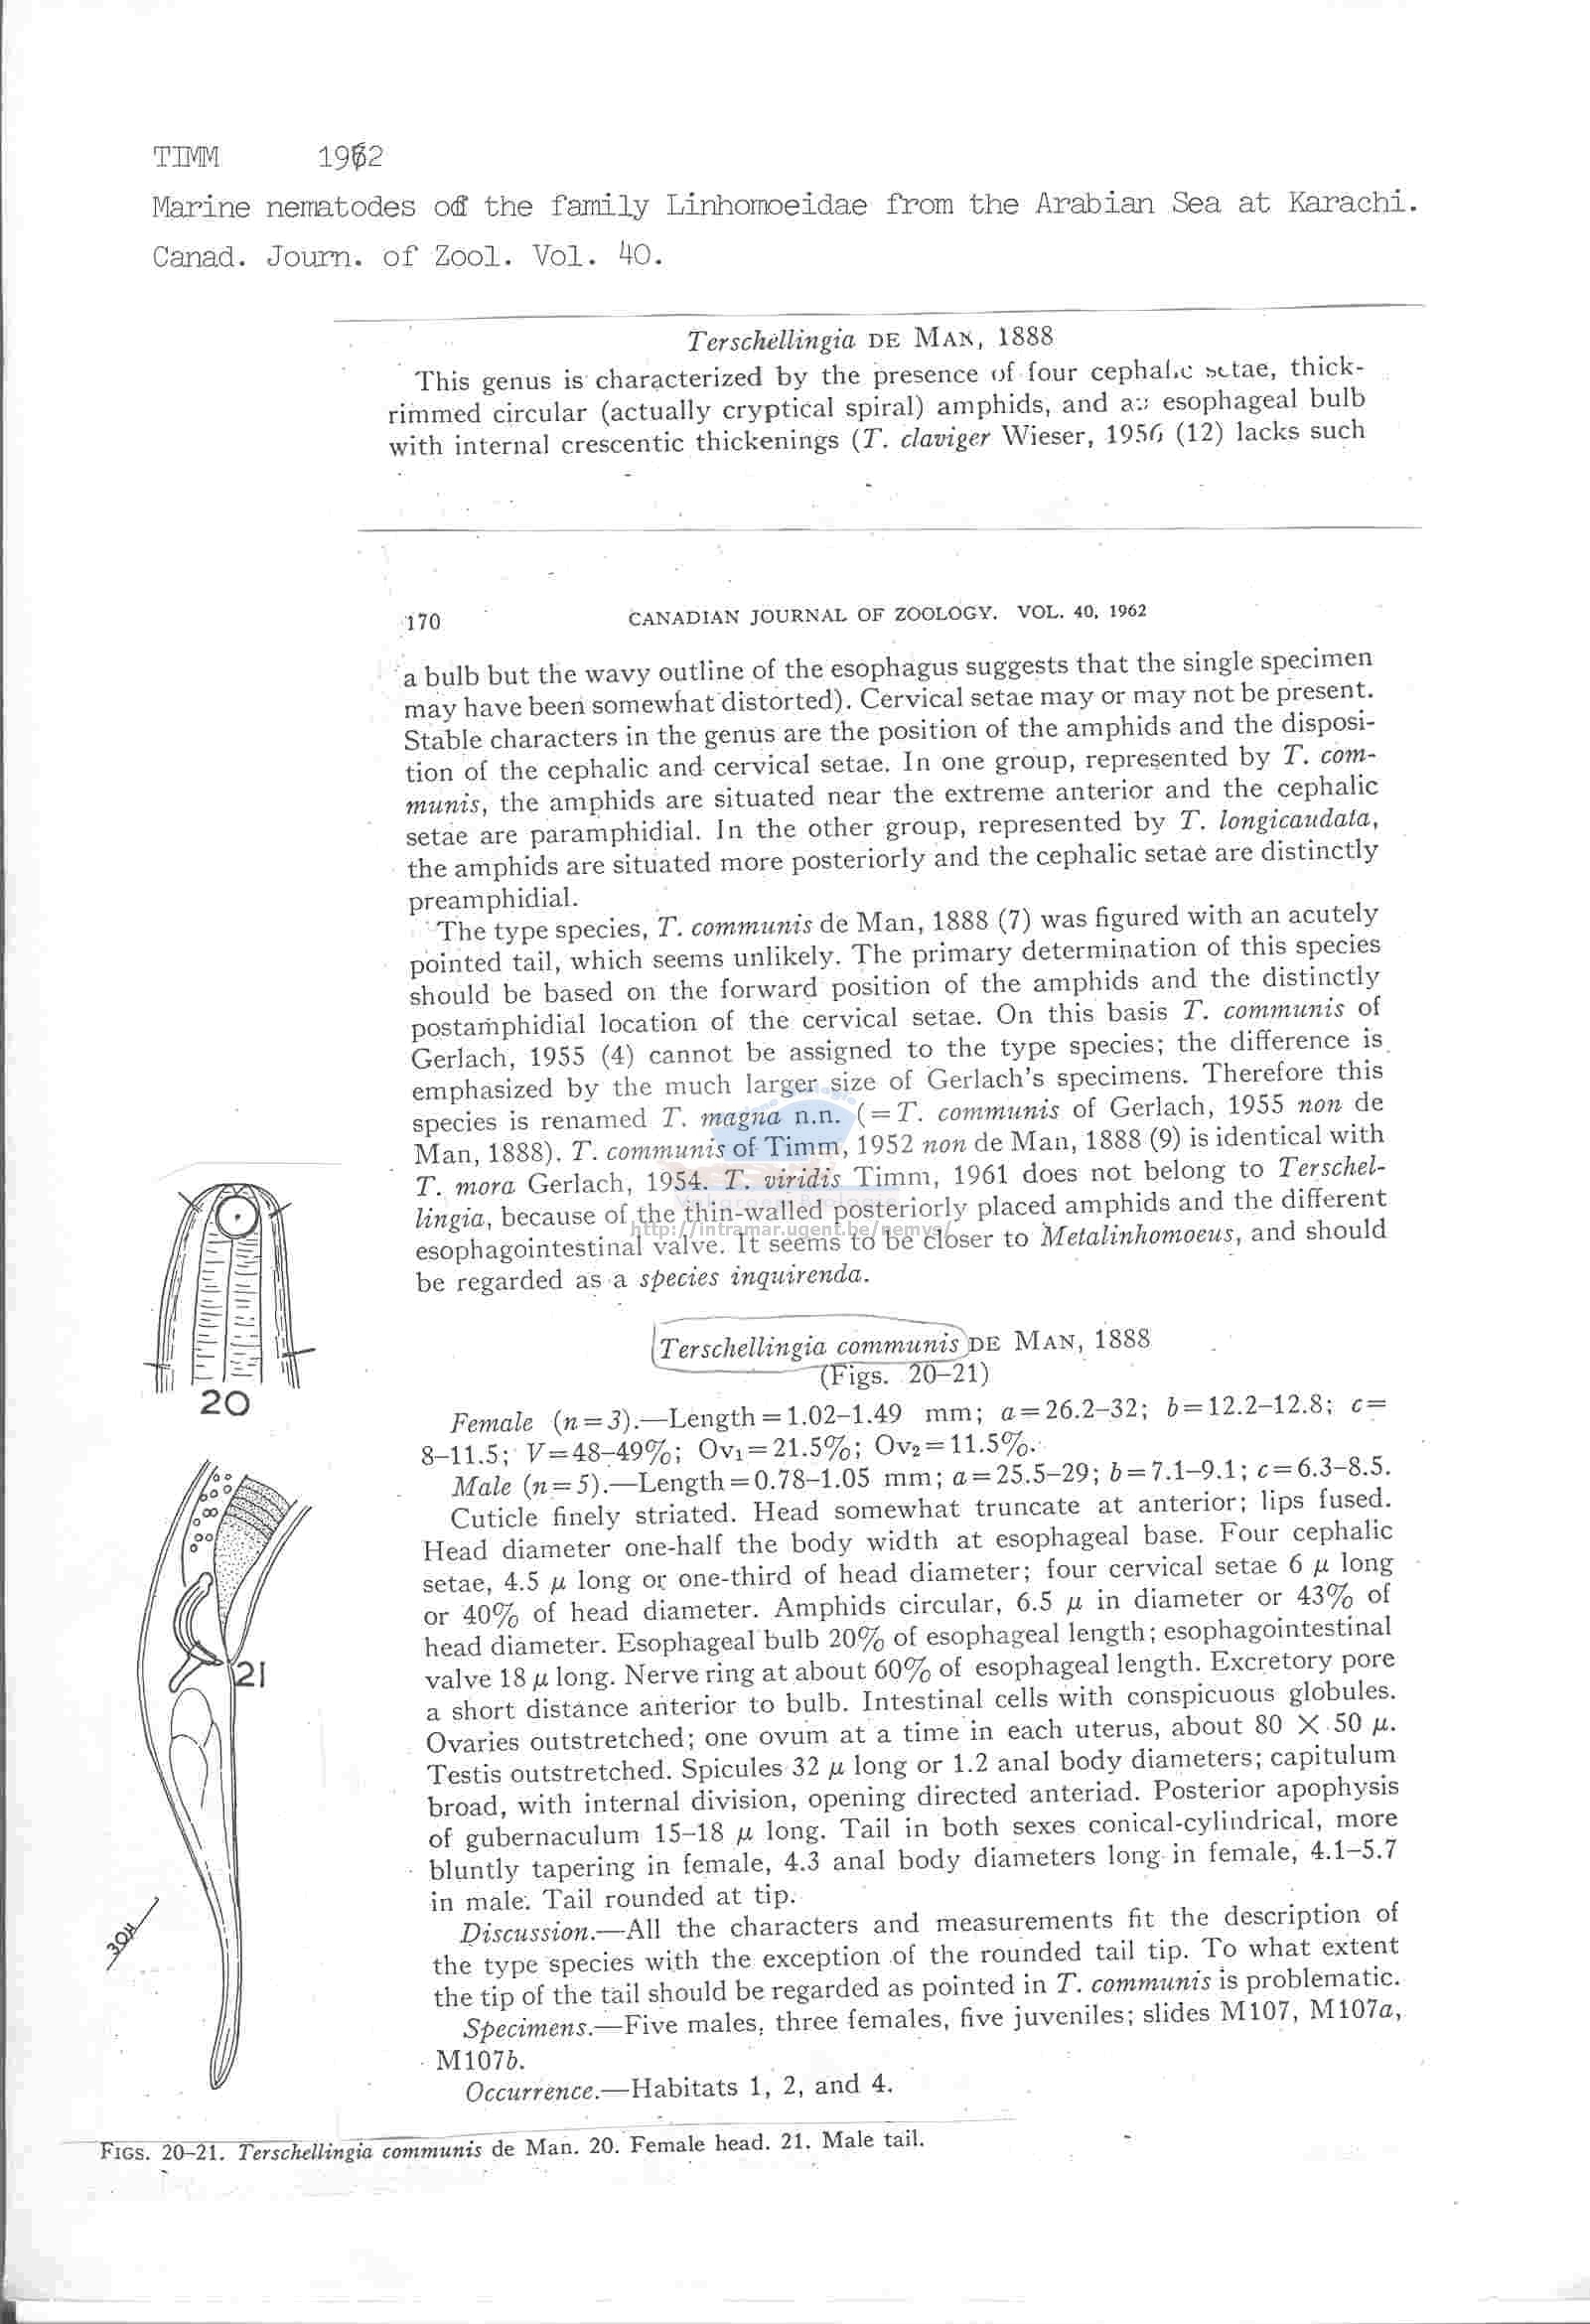 TIMM 1962
Marine nematodes of the family Linhomoeidae from the Arabian Sea at Karachi.
Canad. Journ. of Zool. Vol. 40.
Terschellingia DE MAN, 1888
This genus is characterized by the presence of four cephalic setae, thick-
rimmed circular (actually cryptical spiral) amphids, and an esophageal bulb
with internal crescentic thickenings (T. claviger Wieser, 1956 (12) lacks such
170 CANADIAN JOURNAL OF ZOOLOGY. VOL. 40, 1962
a bulb but the wavy outline of the esophagus suggests that the single specimen
may have been somewhat distorted). Cervical setae may or may not be present.
Stable characters in the genus are the position of the amphids and the disposi-
tion of the cephalic and cervical setae. In one group, represented by T. com-
munis, the amphids are situated near the extreme anterior and the cephalic
setae are paramphidial. In the other group, represented by T. longicaudata,
the amphids are situated more posteriorly and the cephalic setae are distinctly
preamphidial.
The type species, T. communis de Man, 1888 (7) was figured with an acutely
pointed tail, which seems unlikely. The primary determination of this species
should be based on the forward position of the amphids and the distinctly
postamphidial location of the cervical setae. On this basis T. communis of
Gerlach, 1955 (4) cannot be assigned to the type species; the difference is
emphasized by the much larger size of Gerlach's specimens. Therefore this
species is renamed T. magna n.n. (=T. communis of Gerlach, 1955 non de
Man, 1888). T. communis of Timm, 1952 non de Man, 1888 (9) is identical with
T. mora Gerlach, 1954. T. viridis Timm, 1961 does not belong to Terschel-
lingia, because of the thin-walled posteriorly placed amphids and the different
http://intramar.ugent.be/nemys/
esophagointestinal valve. It seems to be closer to Metalinhomoeus, and should
be regarded as a species inquirenda.
Terschellingia communis DE MAN, 1888
(Figs. 20–21)
Female (n=3).—Length=1.02–1.49 mm; a=26.2–32; b=12.2–12.8; c=
8–11.5; V=48–49%; Ov₁=21.5%; Ov₂=11.5%.
Male (n=5).—Length=0.78–1.05 mm; a=25.5–29; b=7.1–9.1; c=6.3–8.5.
Cuticle finely striated. Head somewhat truncate at anterior; lips fused.
Head diameter one-half the body width at esophageal base. Four cephalic
setae, 4.5 μ long or one-third of head diameter; four cervical setae 6 μ long
or 40% of head diameter. Amphids circular, 6.5 μ in diameter or 43% of
head diameter. Esophageal bulb 20% of esophageal length; esophagointestinal
valve 18 μ long. Nerve ring at about 60% of esophageal length. Excretory pore
a short distance anterior to bulb. Intestinal cells with conspicuous globules.
Ovaries outstretched; one ovum at a time in each uterus, about 80 × 50 μ.
Testis outstretched. Spicules 32 μ long or 1.2 anal body diameters; capitulum
broad, with internal division, opening directed anteriad. Posterior apophysis
of gubernaculum 15–18 μ long. Tail in both sexes conical-cylindrical, more
bluntly tapering in female, 4.3 anal body diameters long in female, 4.1–5.7
in male. Tail rounded at tip.
Discussion.—All the characters and measurements fit the description of
the type species with the exception of the rounded tail tip. To what extent
the tip of the tail should be regarded as pointed in T. communis is problematic.
Specimens.—Five males, three females, five juveniles; slides M107, M107a,
M107b.
Occurrence.—Habitats 1, 2, and 4.
20
21
30μ
FIGS. 20–21. Terschellingia communis de Man. 20. Female head. 21. Male tail.